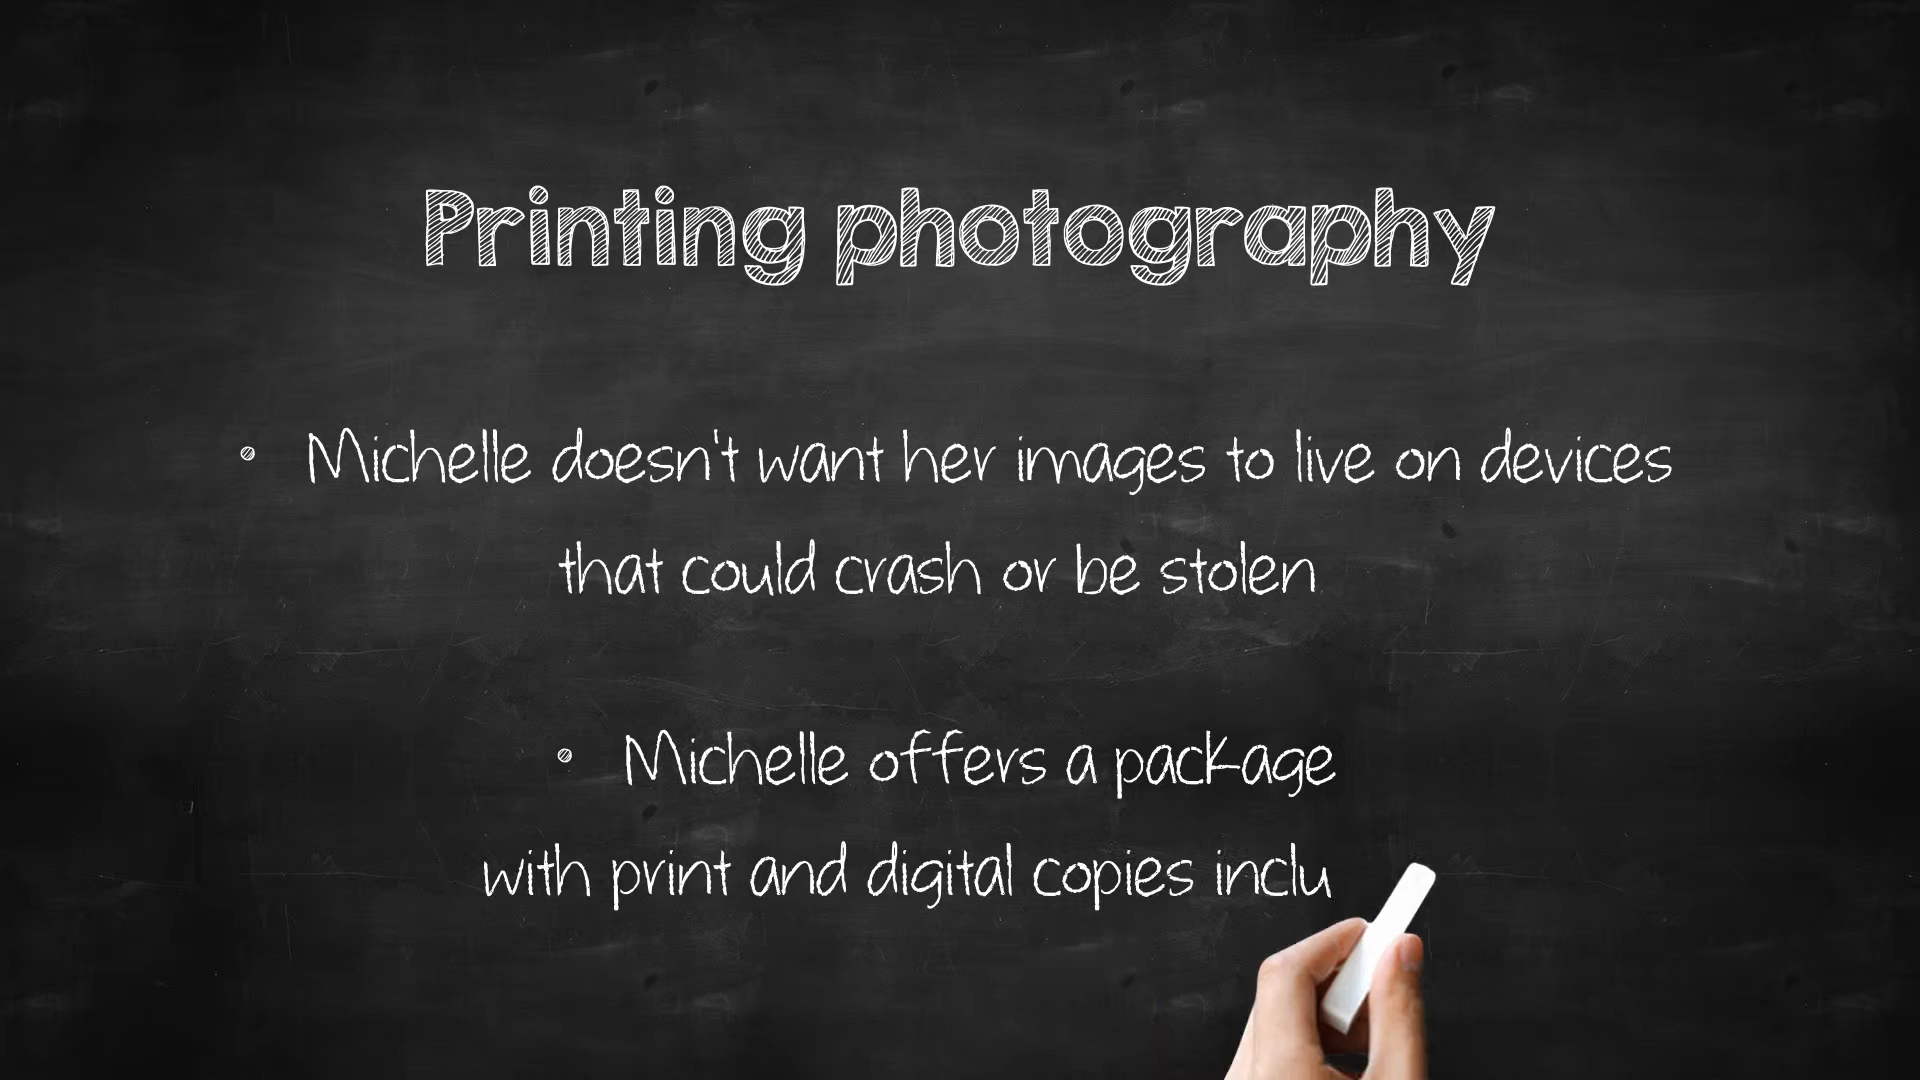 Printing photography
• Michelle doesn't want her images to live on devices
that could crash or be stolen
• Michelle offers a package
with print and digital copies inclu